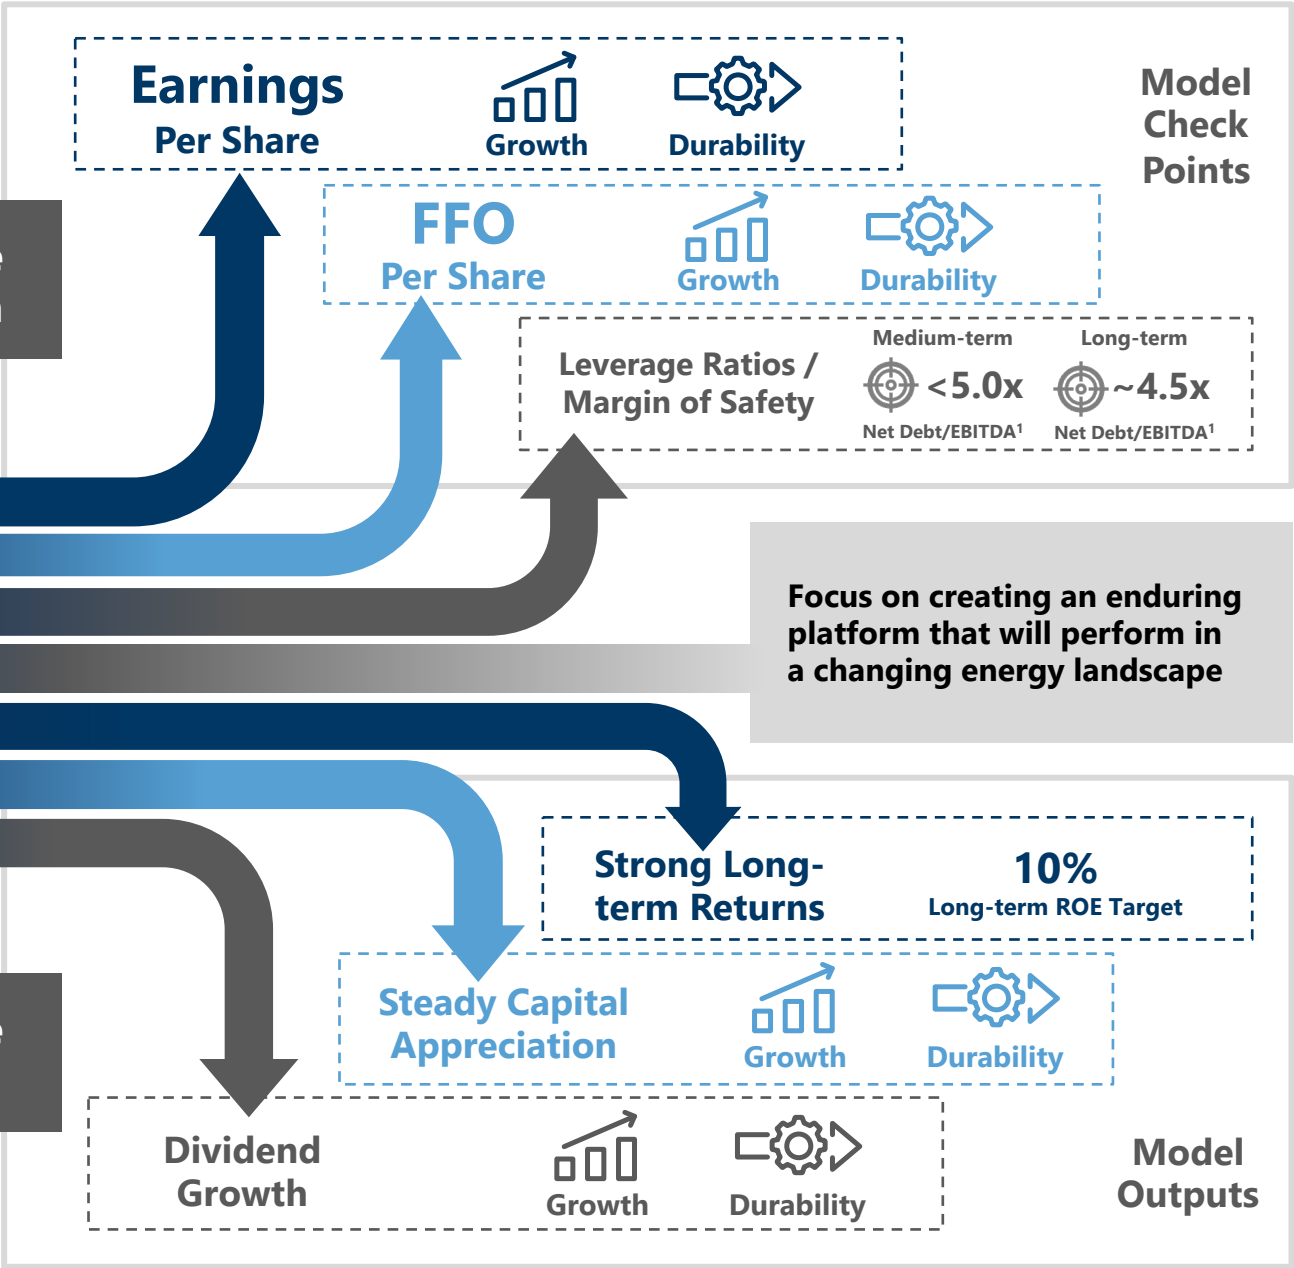 Earnings
Per Share
Growth
Durability
Model
Check
Points
FFO
Per Share
Growth
Durability
Leverage Ratios /
Margin of Safety
Medium-term
<5.0x
Net Debt/EBITDA¹
Long-term
~4.5x
Net Debt/EBITDA¹
Focus on creating an enduring
platform that will perform in
a changing energy landscape
Strong Long-
term Returns
10%
Long-term ROE Target
Steady Capital
Appreciation
Growth
Durability
Dividend
Growth
Growth
Durability
Model
Outputs